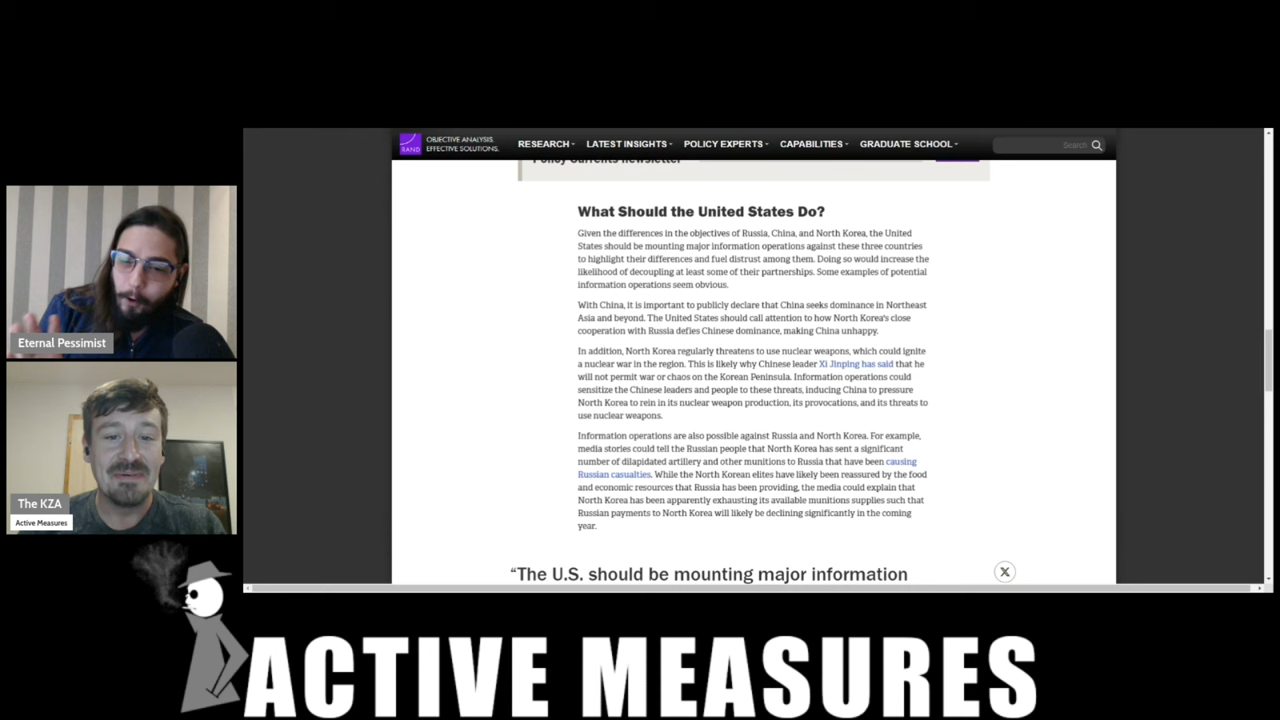 RAND
OBJECTIVE ANALYSIS.
EFFECTIVE SOLUTIONS.
RESEARCH
LATEST INSIGHTS
POLICY EXPERTS
CAPABILITIES
GRADUATE SCHOOL
Search
Policy Currents newsletter
What Should the United States Do?
Given the differences in the objectives of Russia, China, and North Korea, the United
States should be mounting major information operations against these three countries
to highlight their differences and fuel distrust among them. Doing so would increase the
likelihood of decoupling at least some of their partnerships. Some examples of potential
information operations seem obvious.
With China, it is important to publicly declare that China seeks dominance in Northeast
Asia and beyond. The United States should call attention to how North Korea's close
cooperation with Russia defies Chinese dominance, making China unhappy.
In addition, North Korea regularly threatens to use nuclear weapons, which could ignite
a nuclear war in the region. This is likely why Chinese leader Xi Jinping has said that he
will not permit war or chaos on the Korean Peninsula. Information operations could
sensitize the Chinese leaders and people to these threats, inducing China to pressure
North Korea to rein in its nuclear weapon production, its provocations, and its threats to
use nuclear weapons.
Information operations are also possible against Russia and North Korea. For example,
media stories could tell the Russian people that North Korea has sent a significant
number of dilapidated artillery and other munitions to Russia that have been causing
Russian casualties. While the North Korean elites have likely been reassured by the food
and economic resources that Russia has been providing, the media could explain that
North Korea has been apparently exhausting its available munitions supplies such that
Russian payments to North Korea will likely be declining significantly in the coming
year.
“The U.S. should be mounting major information
X
Eternal Pessimist
The KZA
Active Measures
ACTIVE MEASURES